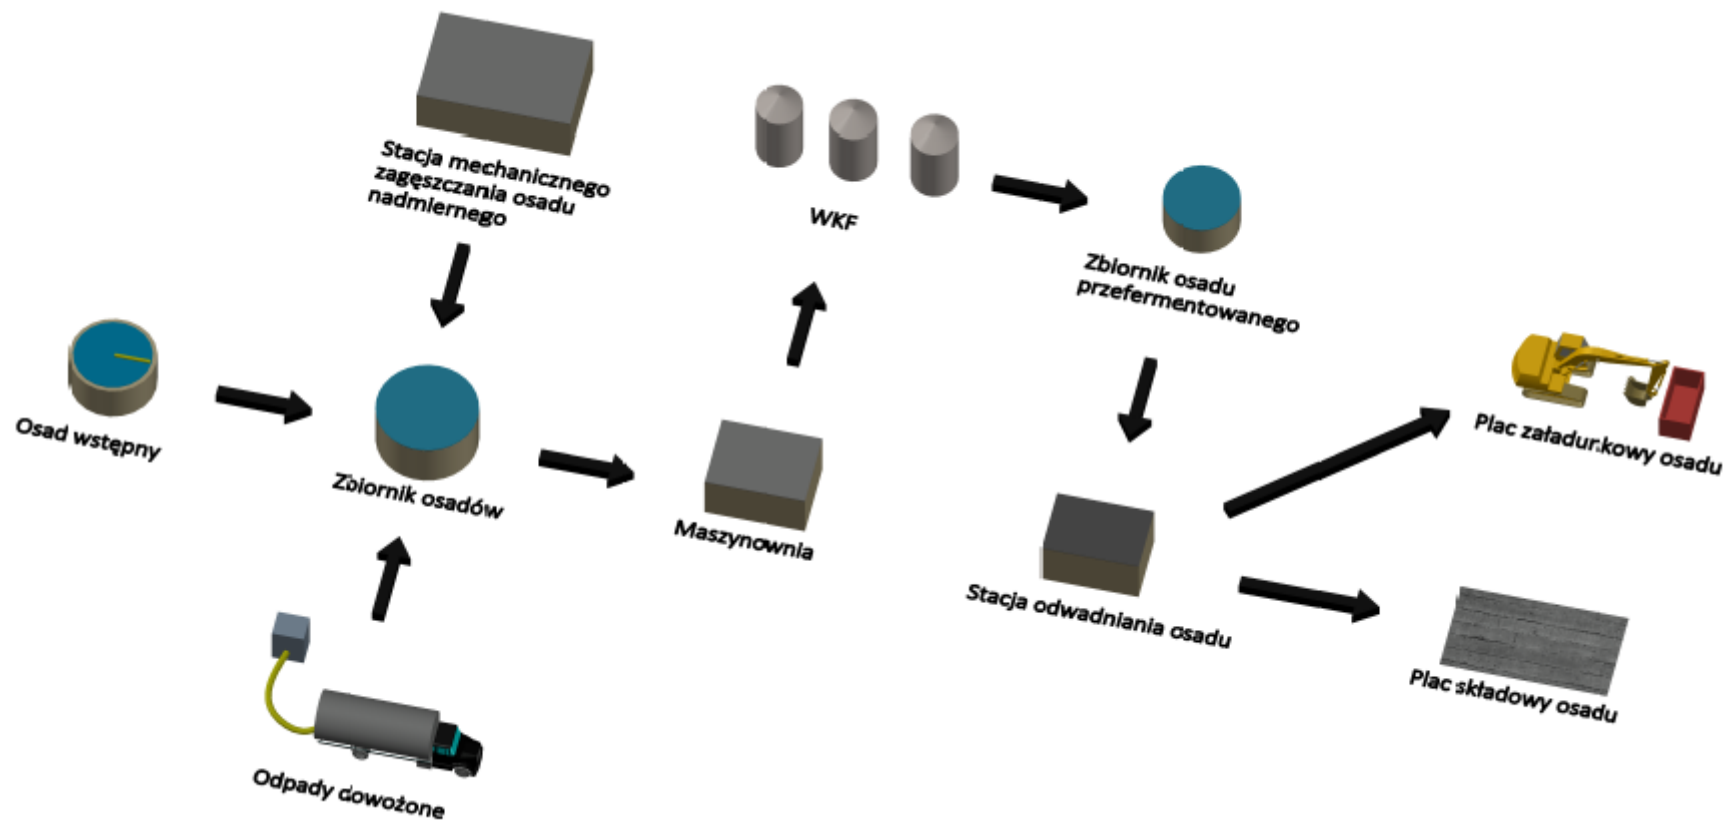 Stacja mechanicznego
zagęszczania osadu
nadmiernego
WKF
Zbiornik osadu
przefermentowanego
Osad wstępny
Zbiornik osadów
Maszynownia
Plac załadunkowy osadu
Stacja odwadniania osadu
Plac składowy osadu
Odpady dowożone